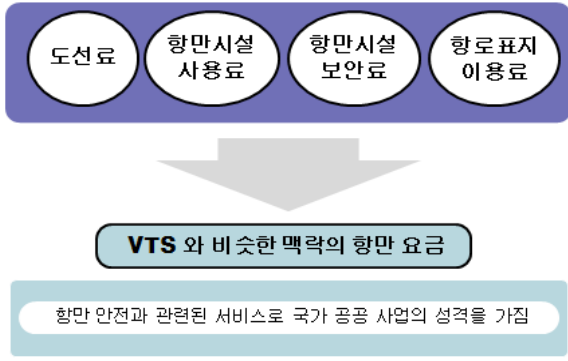 도선료
항만시설
사용료
항만시설
보안료
항로표지
이용료
VTS 와 비슷한 맥락의 항만 요금
항만 안전과 관련된 서비스로 국가 공공 사업의 성격을 가짐